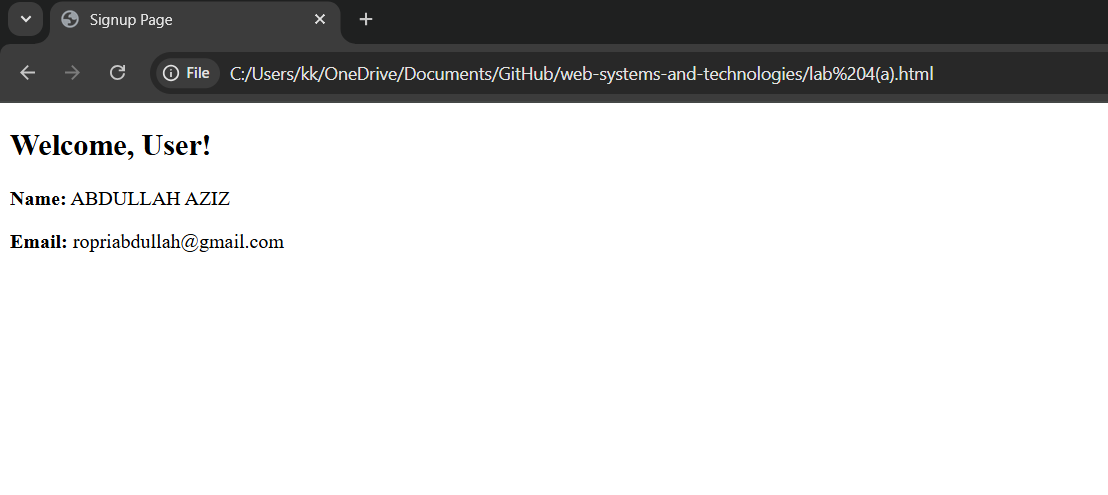 Signup Page
File C:/Users/kk/OneDrive/Documents/GitHub/web-systems-and-technologies/lab%204(a).html
Welcome, User!
Name: ABDULLAH AZIZ
Email: ropriabdullah@gmail.com